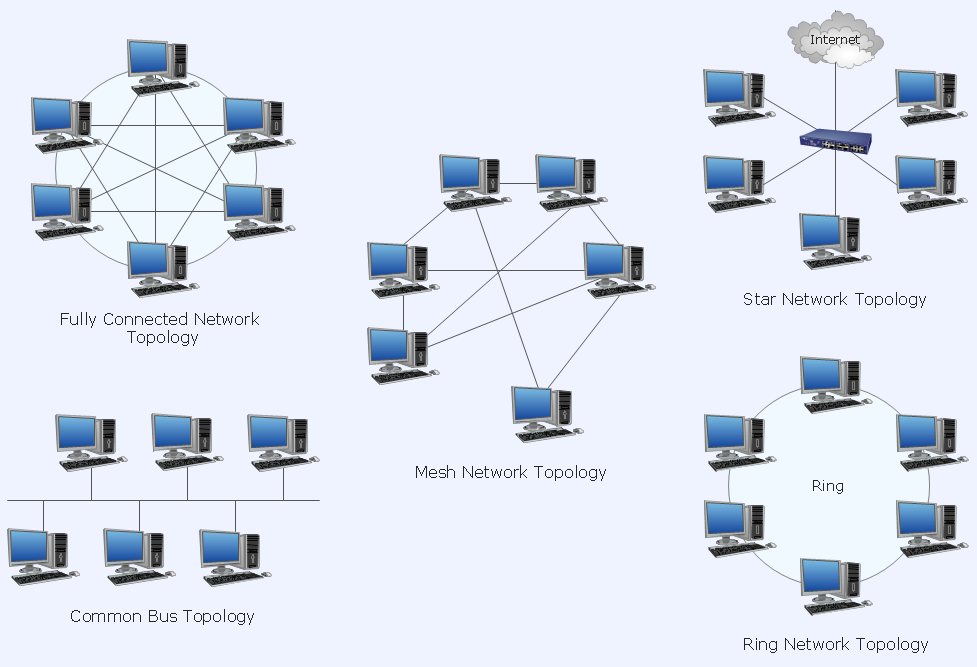 Internet
Fully Connected Network
Topology
Star Network Topology
Mesh Network Topology
Ring
Common Bus Topology
Ring Network Topology